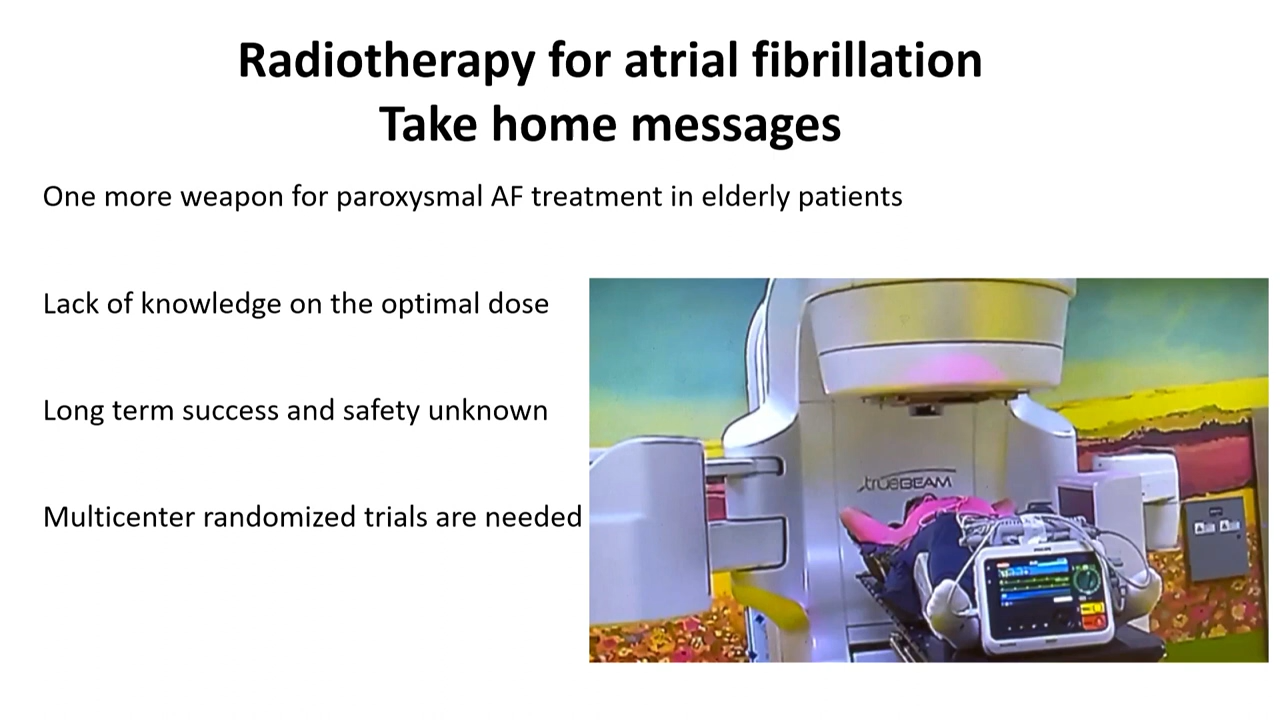 Radiotherapy for atrial fibrillation
Take home messages
One more weapon for paroxysmal AF treatment in elderly patients
Lack of knowledge on the optimal dose
Long term success and safety unknown
Multicenter randomized trials are needed
trueBEAM
PHILIPS